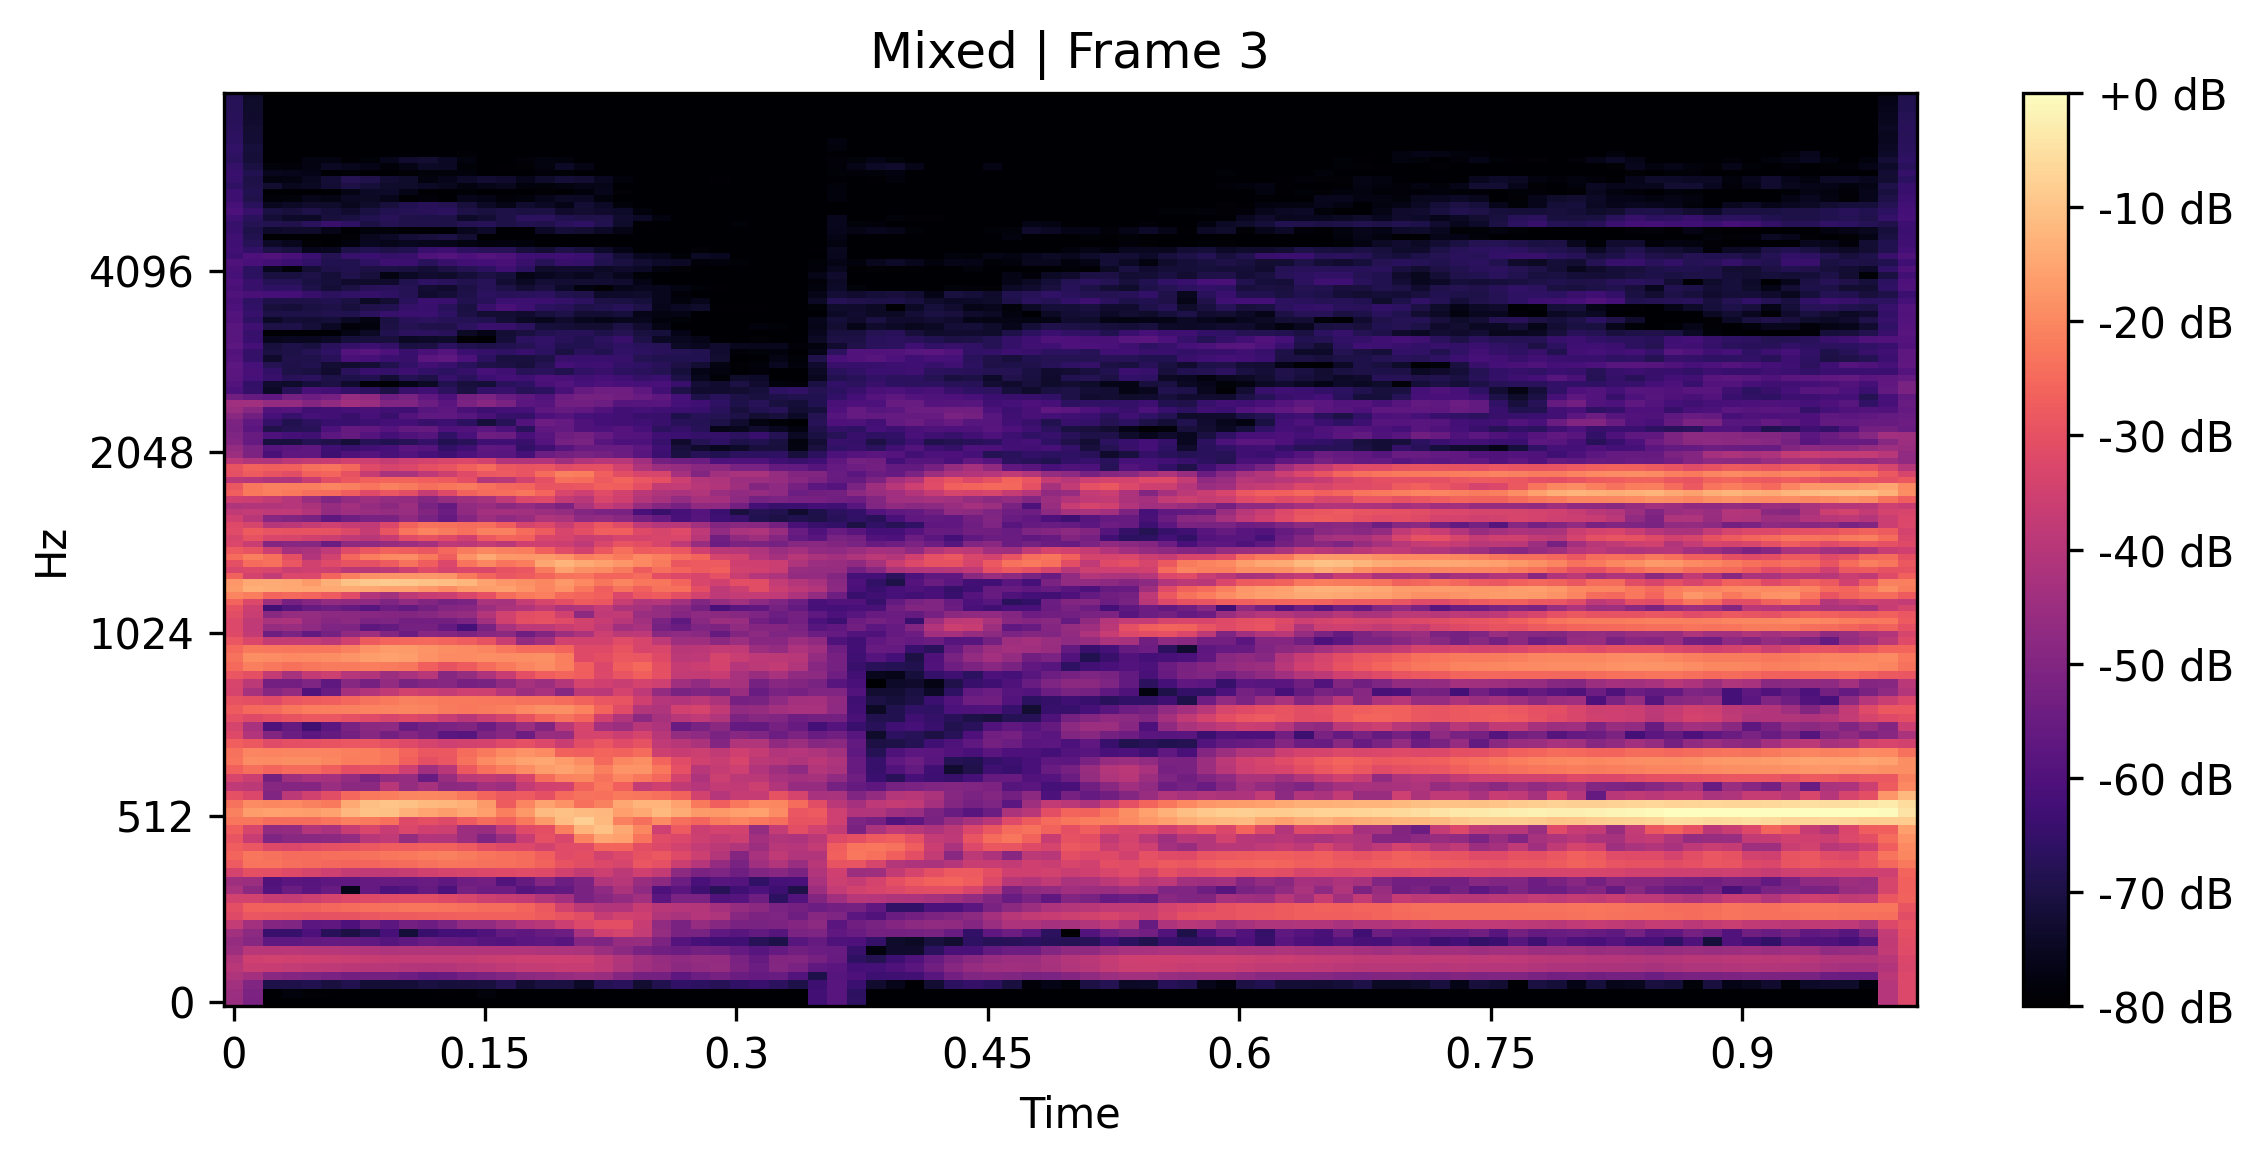 Mixed | Frame 3
+0 dB
-10 dB
-20 dB
-30 dB
-40 dB
-50 dB
-60 dB
-70 dB
-80 dB
Hz
4096
2048
1024
512
0
0
0.15
0.3
0.45
0.6
0.75
0.9
Time